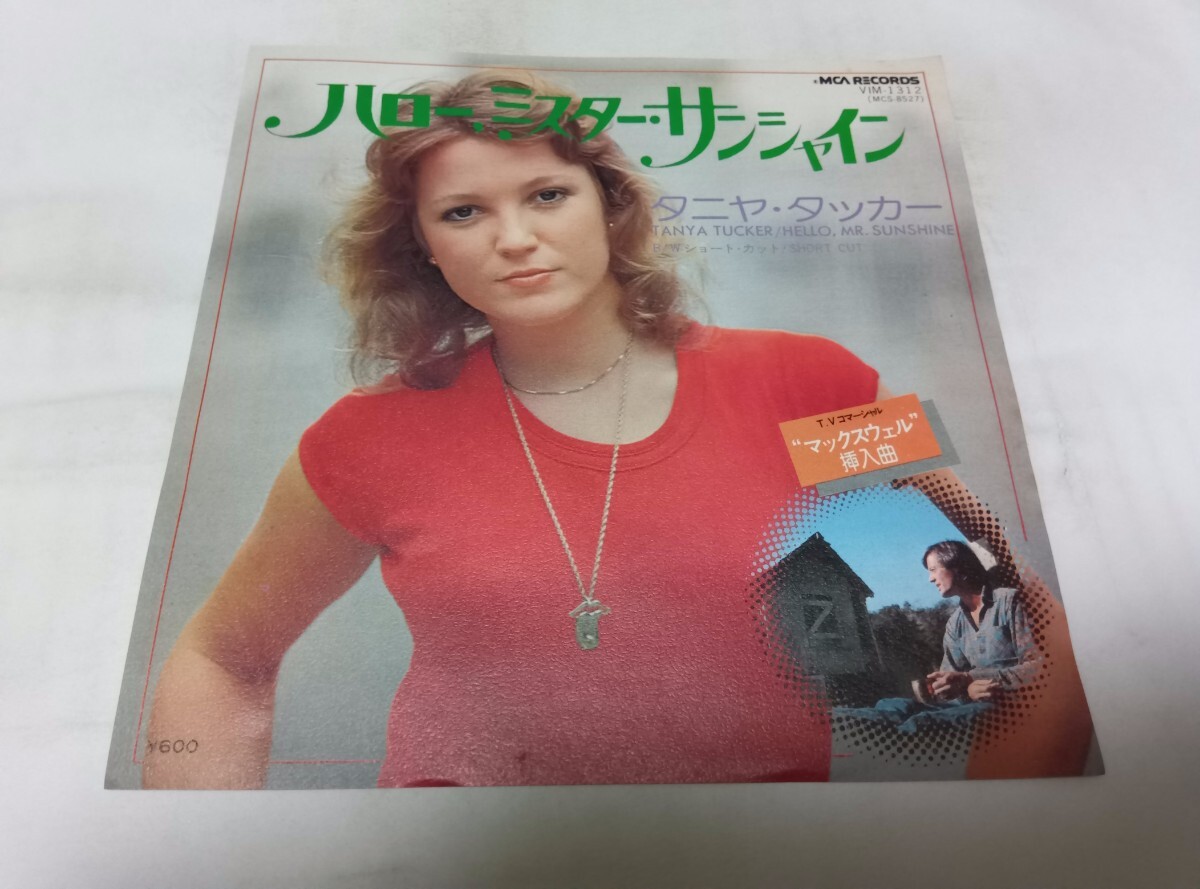 MCA RECORDS
VIM-1312
(MCS-8527)
ハロー、ミスター・サンシャイン
タニヤ・タッカー
TANYA TUCKER/HELLO, MR. SUNSHINE
B/W ショート・カット/SHORT CUT
T.Vコマーシャル
“マックスウェル”
挿入曲
Z
¥600